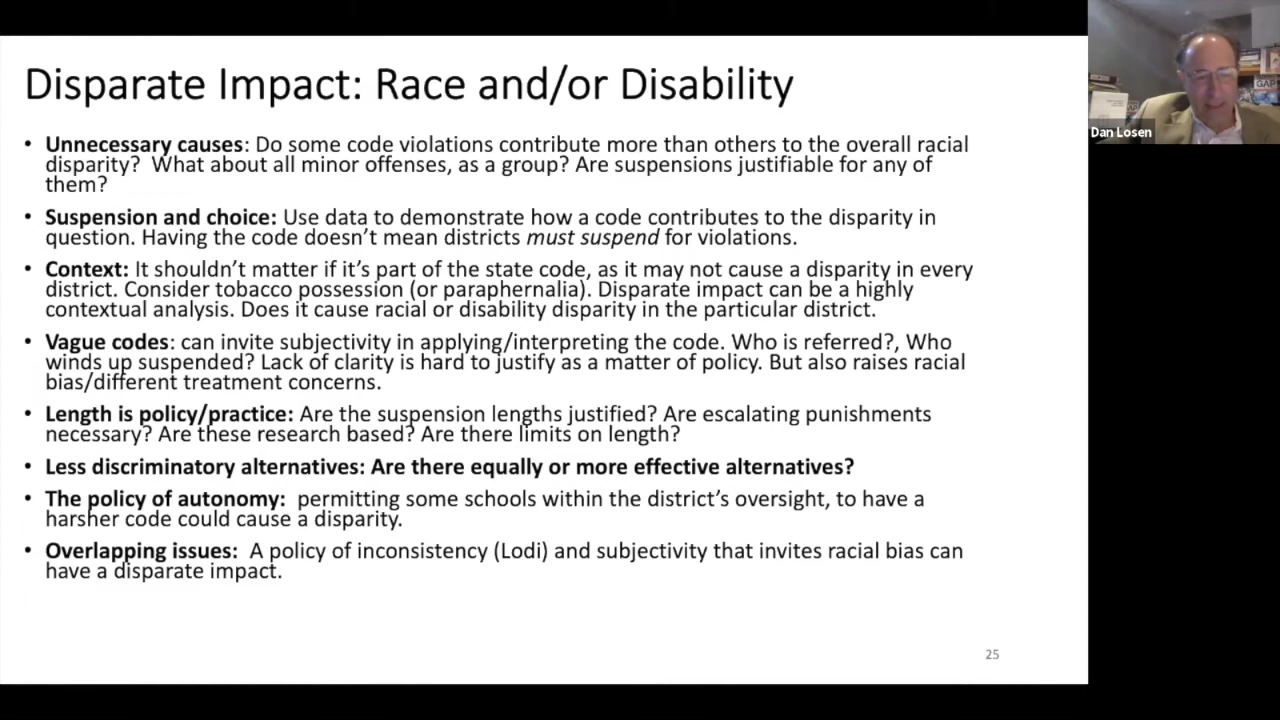 Disparate Impact: Race and/or Disability
• Unnecessary causes: Do some code violations contribute more than others to the overall racial
disparity?  What about all minor offenses, as a group? Are suspensions justifiable for any of
them?
• Suspension and choice: Use data to demonstrate how a code contributes to the disparity in
question. Having the code doesn’t mean districts must suspend for violations.
• Context: It shouldn’t matter if it’s part of the state code, as it may not cause a disparity in every
district. Consider tobacco possession (or paraphernalia). Disparate impact can be a highly
contextual analysis. Does it cause racial or disability disparity in the particular district.
• Vague codes: can invite subjectivity in applying/interpreting the code. Who is referred?, Who
winds up suspended? Lack of clarity is hard to justify as a matter of policy. But also raises racial
bias/different treatment concerns.
• Length is policy/practice: Are the suspension lengths justified? Are escalating punishments
necessary? Are these research based? Are there limits on length?
• Less discriminatory alternatives: Are there equally or more effective alternatives?
• The policy of autonomy:  permitting some schools within the district’s oversight, to have a
harsher code could cause a disparity.
• Overlapping issues:  A policy of inconsistency (Lodi) and subjectivity that invites racial bias can
have a disparate impact.
25
Dan Losen
GAP